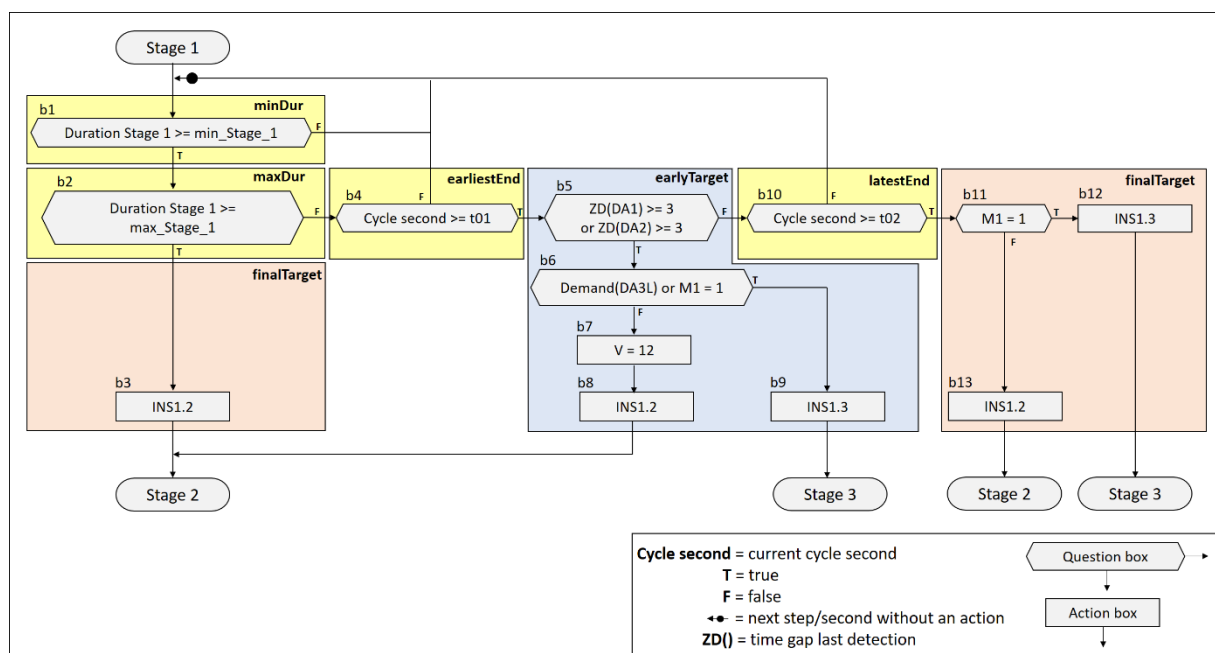 Stage 1
minDur
b1
Duration Stage 1 >= min_Stage_1
F
T
maxDur
b2
Duration Stage 1 >=
max_Stage_1
F
T
earliestEnd
b4
F
Cycle second >= t01
T
earlyTarget
b5
ZD(DA1) >= 3
or ZD(DA2) >= 3
F
T
latestEnd
b10
F
Cycle second >= t02
T
finalTarget
b11
b12
M1 = 1
T
F
INS1.3
finalTarget
b6
Demand(DA3L) or M1 = 1
T
F
b7
V = 12
b3
INS1.2
b8
INS1.2
b9
INS1.3
b13
INS1.2
Stage 2
Stage 3
Stage 2
Stage 3
Cycle second = current cycle second
T = true
F = false
= next step/second without an action
ZD() = time gap last detection
Question box
Action box